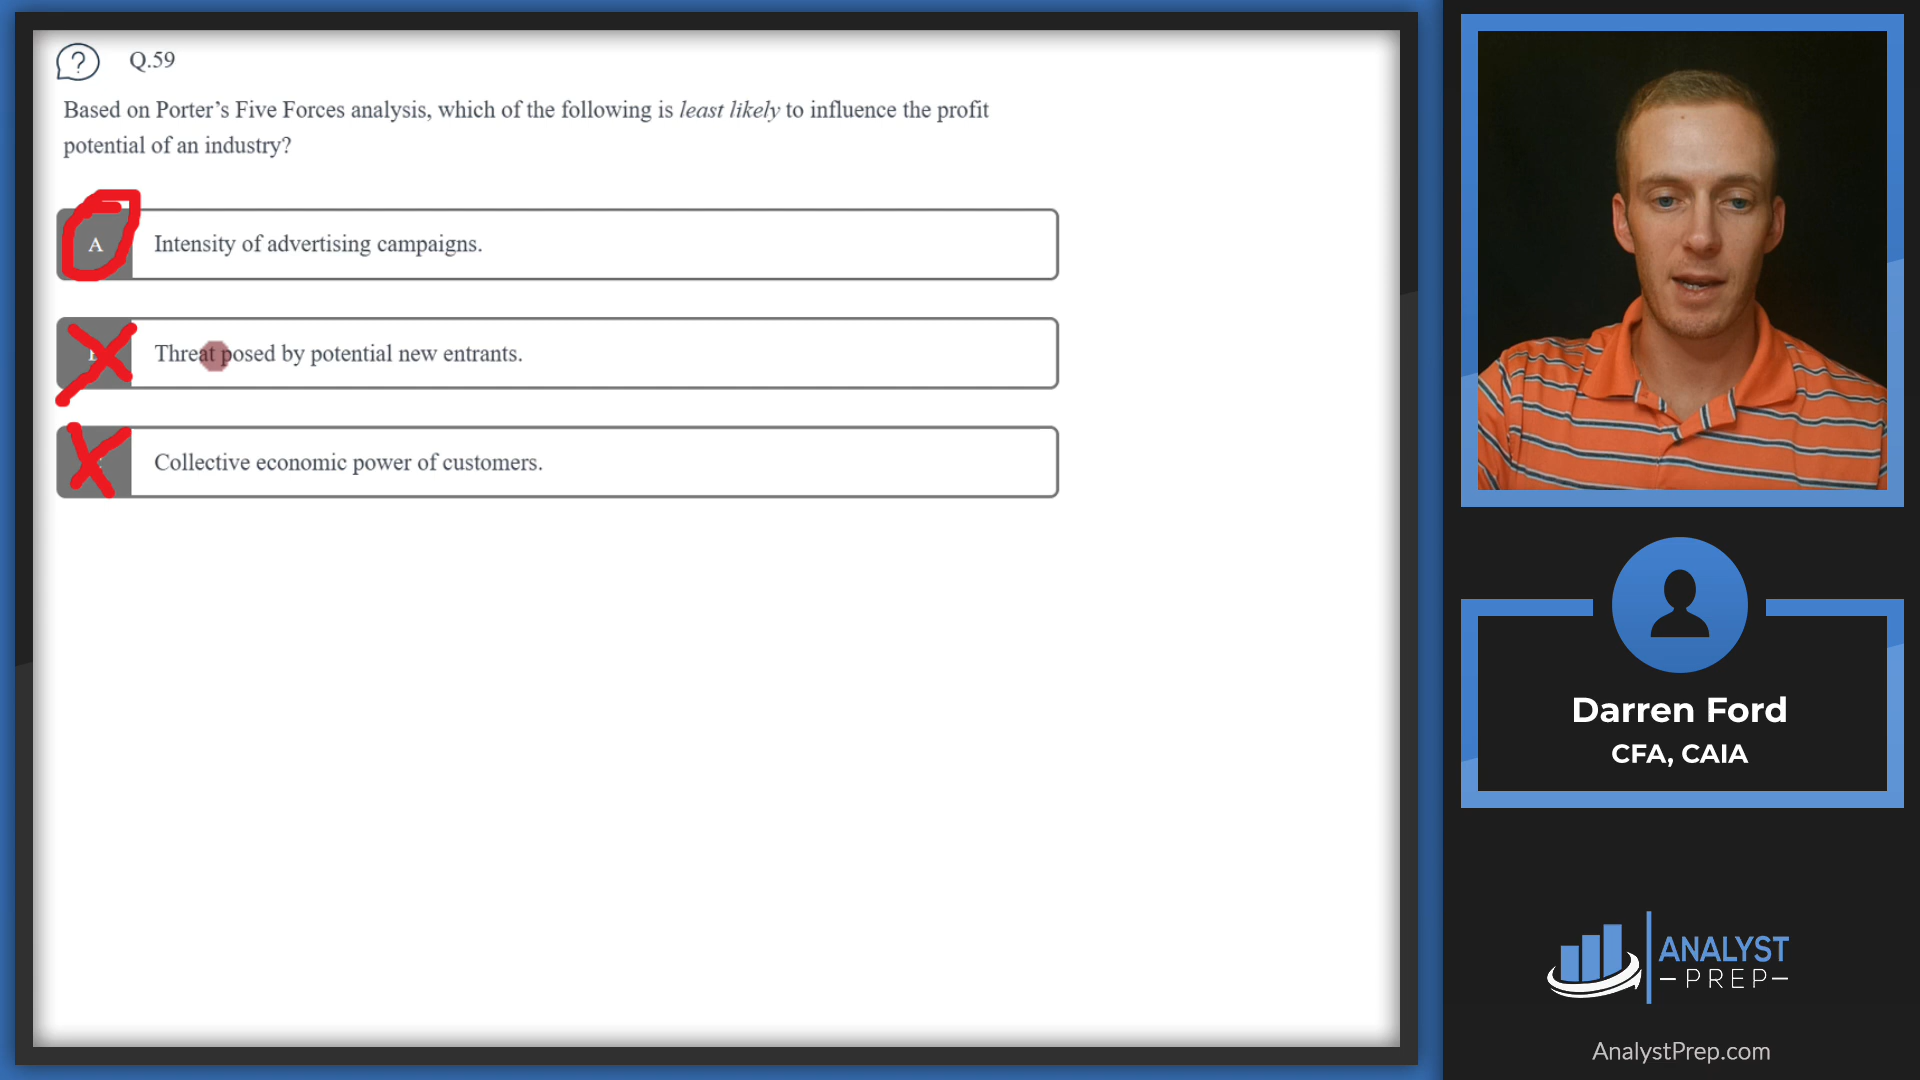 ?
Q.59
Based on Porter’s Five Forces analysis, which of the following is least likely to influence the profit
potential of an industry?
A
Intensity of advertising campaigns.
Threat posed by potential new entrants.
Collective economic power of customers.
Darren Ford
CFA, CAIA
ANALYST
PREP
AnalystPrep.com